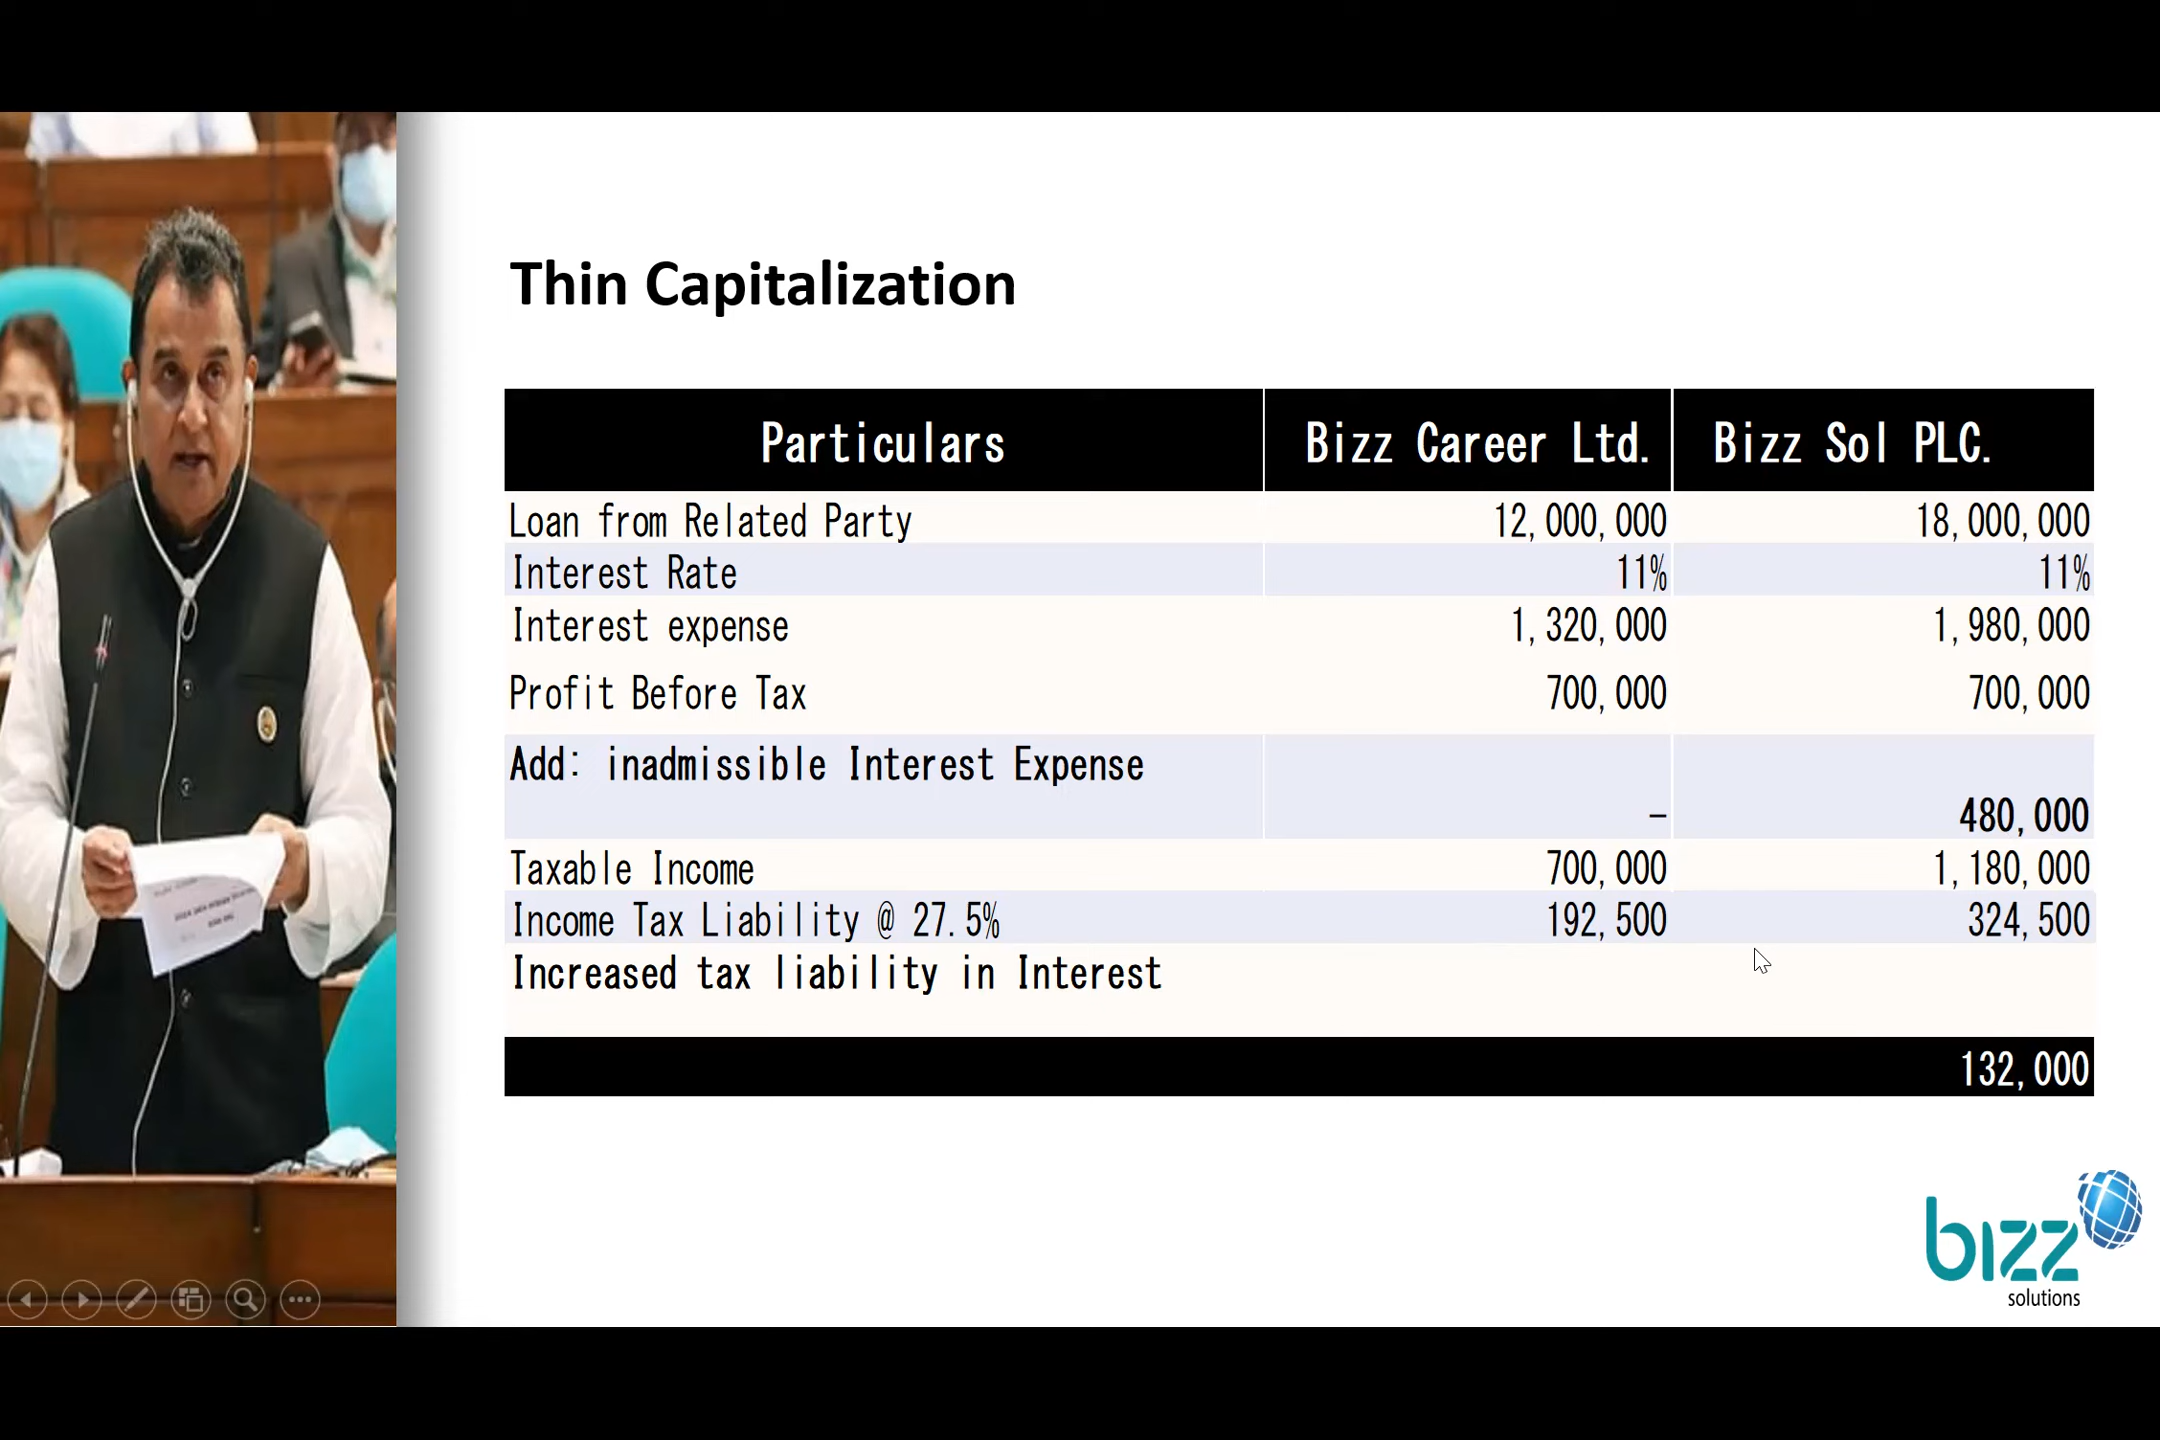 Thin Capitalization
Particulars Bizz Career Ltd. Bizz Sol PLC.
Loan from Related Party 12,000,000 18,000,000
Interest Rate 11% 11%
Interest expense 1,320,000 1,980,000
Profit Before Tax 700,000 700,000
Add: inadmissible Interest Expense – 480,000
Taxable Income 700,000 1,180,000
Income Tax Liability @ 27.5% 192,500 324,500
Increased tax liability in Interest
132,000
bizz
solutions